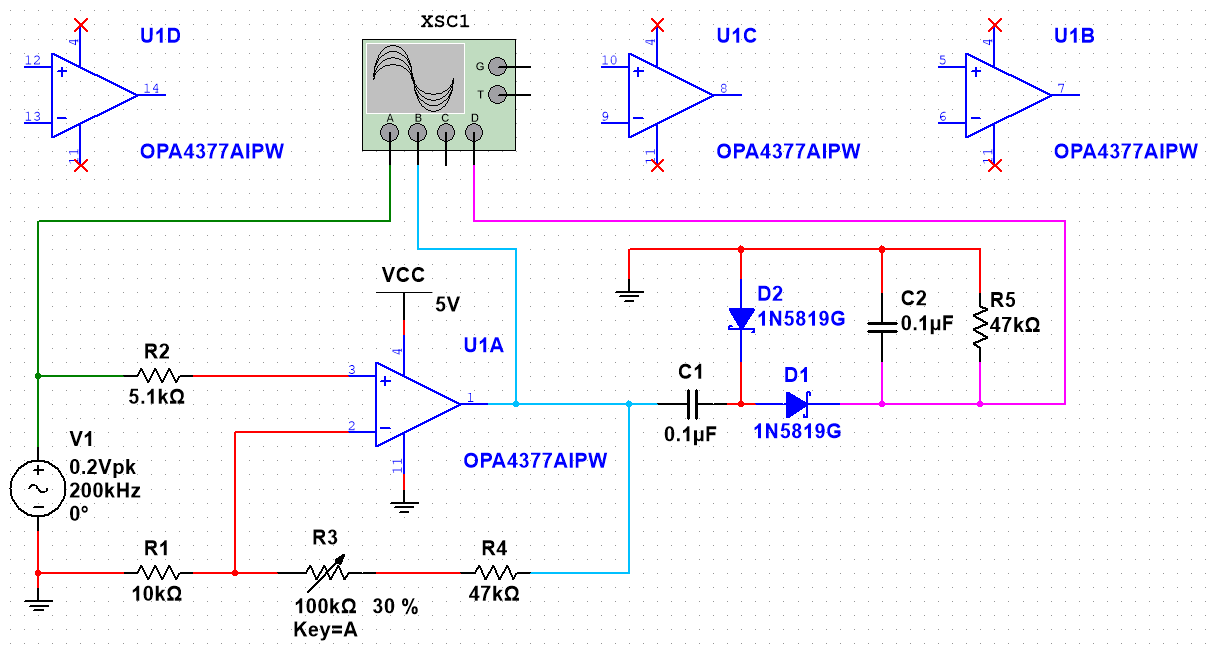 XSC1
U1D
4
12
13
14
11
OPA4377AIPW
G
T
A
B
C
D
U1C
4
10
9
8
11
OPA4377AIPW
U1B
4
5
6
7
11
OPA4377AIPW
VCC
5V
U1A
4
3
2
1
11
OPA4377AIPW
R2
5.1kΩ
V1
0.2Vpk
200kHz
0°
R1
10kΩ
R3
100kΩ
30 %
Key=A
R4
47kΩ
C1
0.1µF
D2
1N5819G
D1
1N5819G
C2
0.1µF
R5
47kΩ